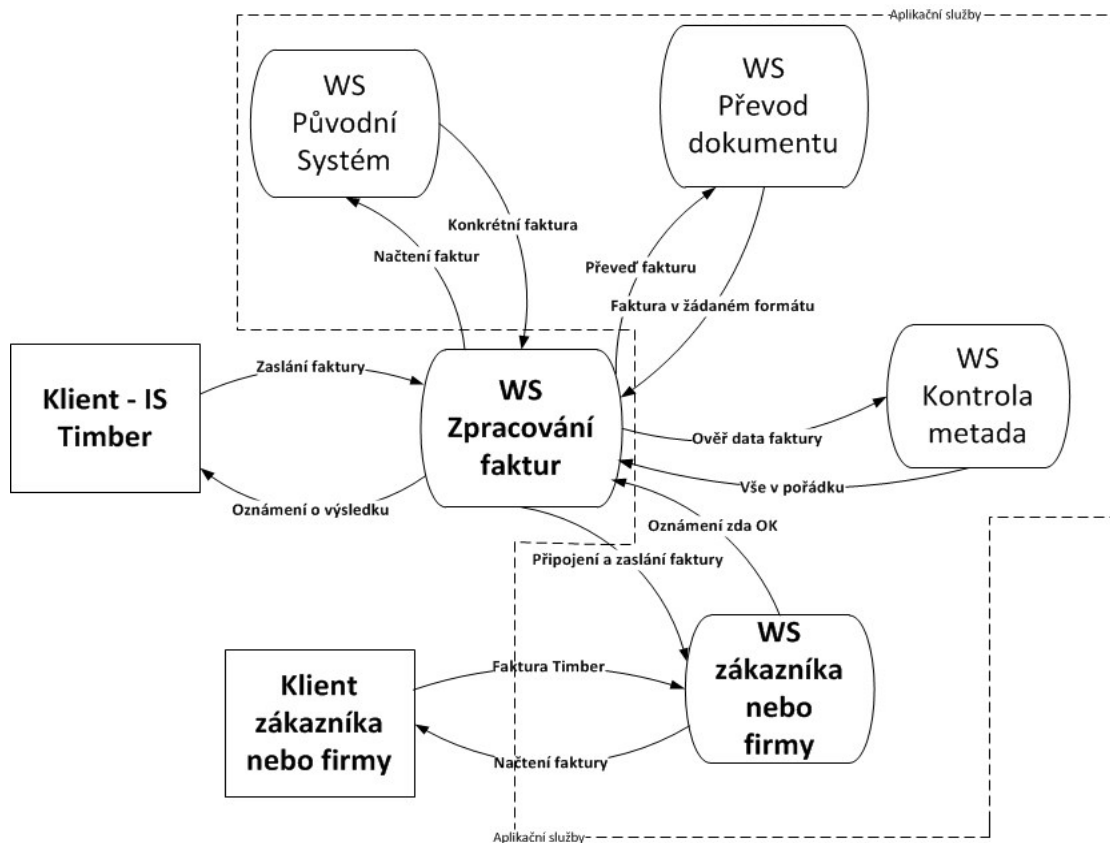 Aplikační služby
WS
Původní
Systém
WS
Převod
dokumentu
Konkrétní faktura
Načtení faktur
Převeď fakturu
Faktura v žádaném formátu
Klient - IS
Timber
Zaslání faktury
WS
Zpracování
faktur
WS
Kontrola
metada
Ověř data faktury
Vše v pořádku
Oznámení o výsledku
Oznámení zda OK
Připojení a zaslání faktury
Klient
zákazníka
nebo firmy
Faktura Timber
Načtení faktury
WS
zákazníka
nebo
firmy
Aplikační služby